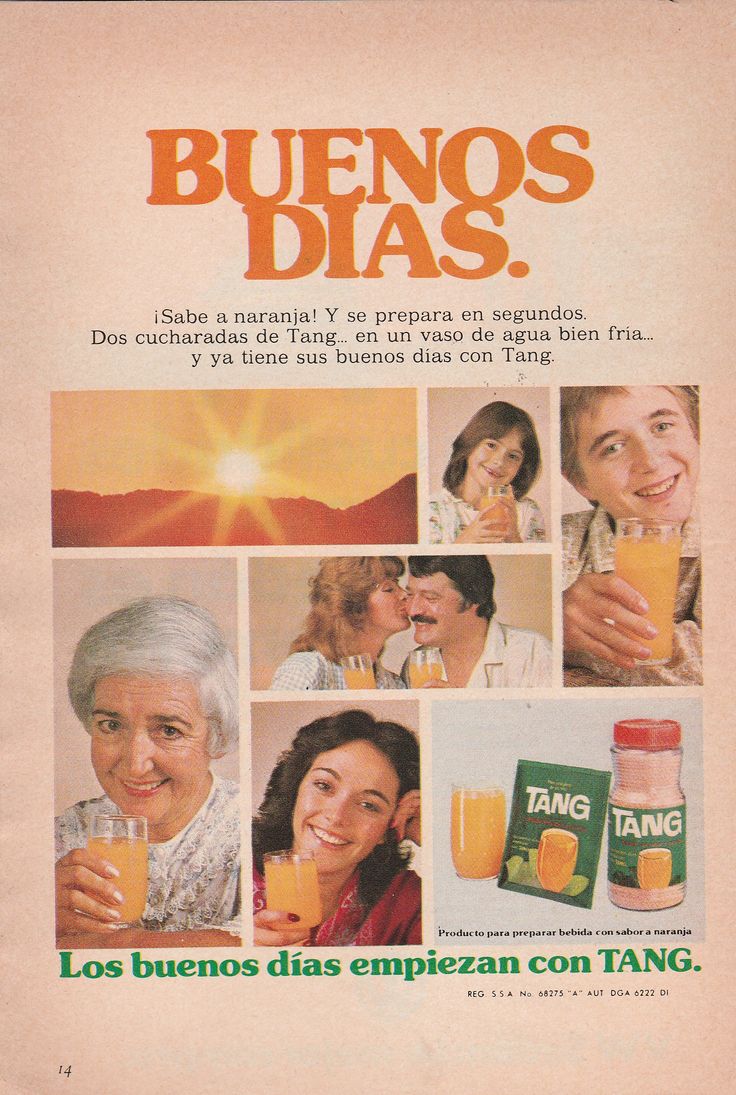 BUENOS
DIAS.
¡Sabe a naranja! Y se prepara en segundos.
Dos cucharadas de Tang... en un vaso de agua bien fría...
y ya tiene sus buenos días con Tang.
TANG
TANG
Producto para preparar bebida con sabor a naranja
Los buenos días empiezan con TANG.
REG. S.S.A. No. 68275 "A" AUT DGA 6222 DI
14